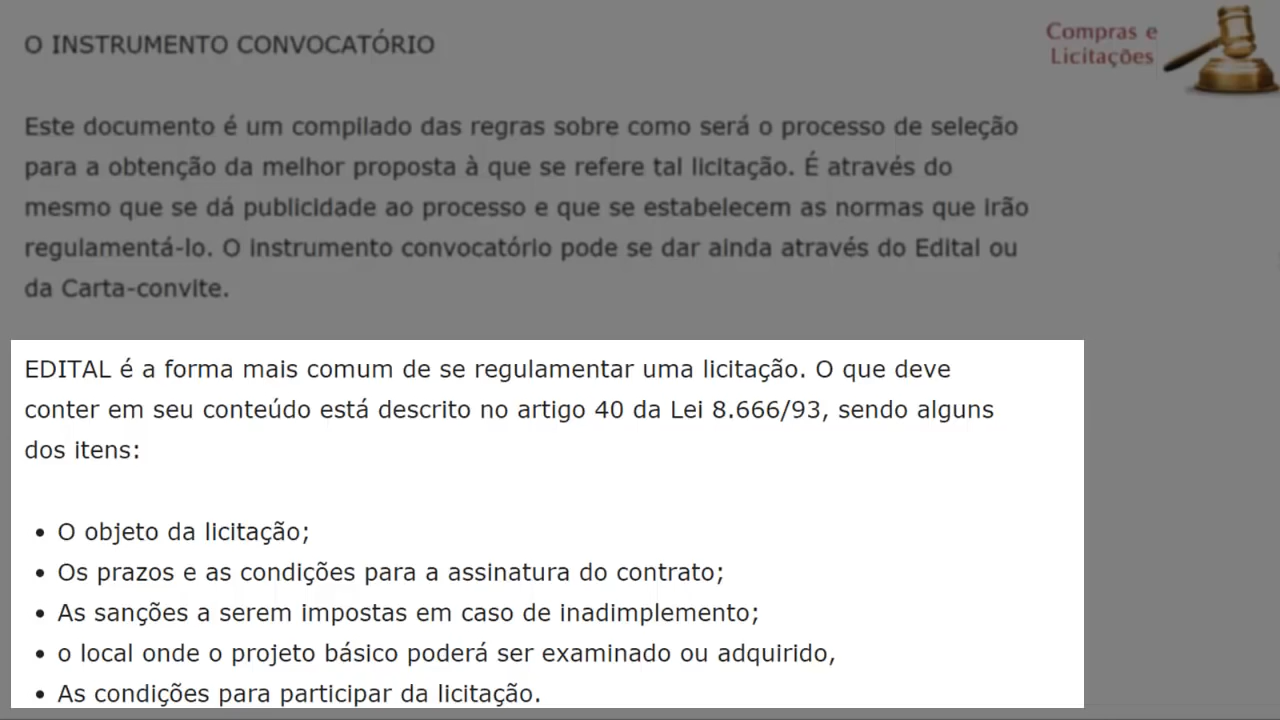 O INSTRUMENTO CONVOCATÓRIO
Compras e
Licitações
Este documento é um compilado das regras sobre como será o processo de seleção
para a obtenção da melhor proposta à que se refere tal licitação. É através do
mesmo que se dá publicidade ao processo e que se estabelecem as normas que irão
regulamentá-lo. O instrumento convocatório pode se dar ainda através do Edital ou
da Carta-convite.
EDITAL é a forma mais comum de se regulamentar uma licitação. O que deve
conter em seu conteúdo está descrito no artigo 40 da Lei 8.666/93, sendo alguns
dos itens:
• O objeto da licitação;
• Os prazos e as condições para a assinatura do contrato;
• As sanções a serem impostas em caso de inadimplemento;
• o local onde o projeto básico poderá ser examinado ou adquirido,
• As condições para participar da licitação.